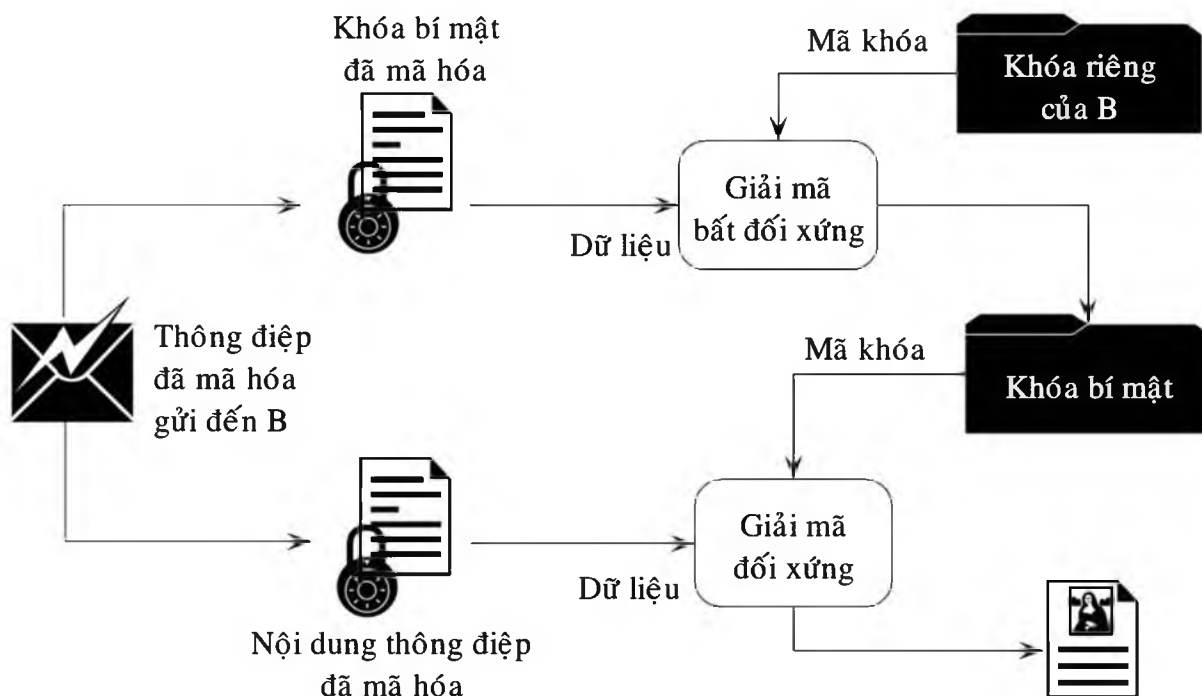 Khóa bí mật
đã mã hóa
Mã khóa
Khóa riêng
của B
Giải mã
bất đối xứng
Dữ liệu
Thông điệp
đã mã hóa
gửi đến B
Mã khóa
Khóa bí mật
Giải mã
đối xứng
Dữ liệu
Nội dung thông điệp
đã mã hóa